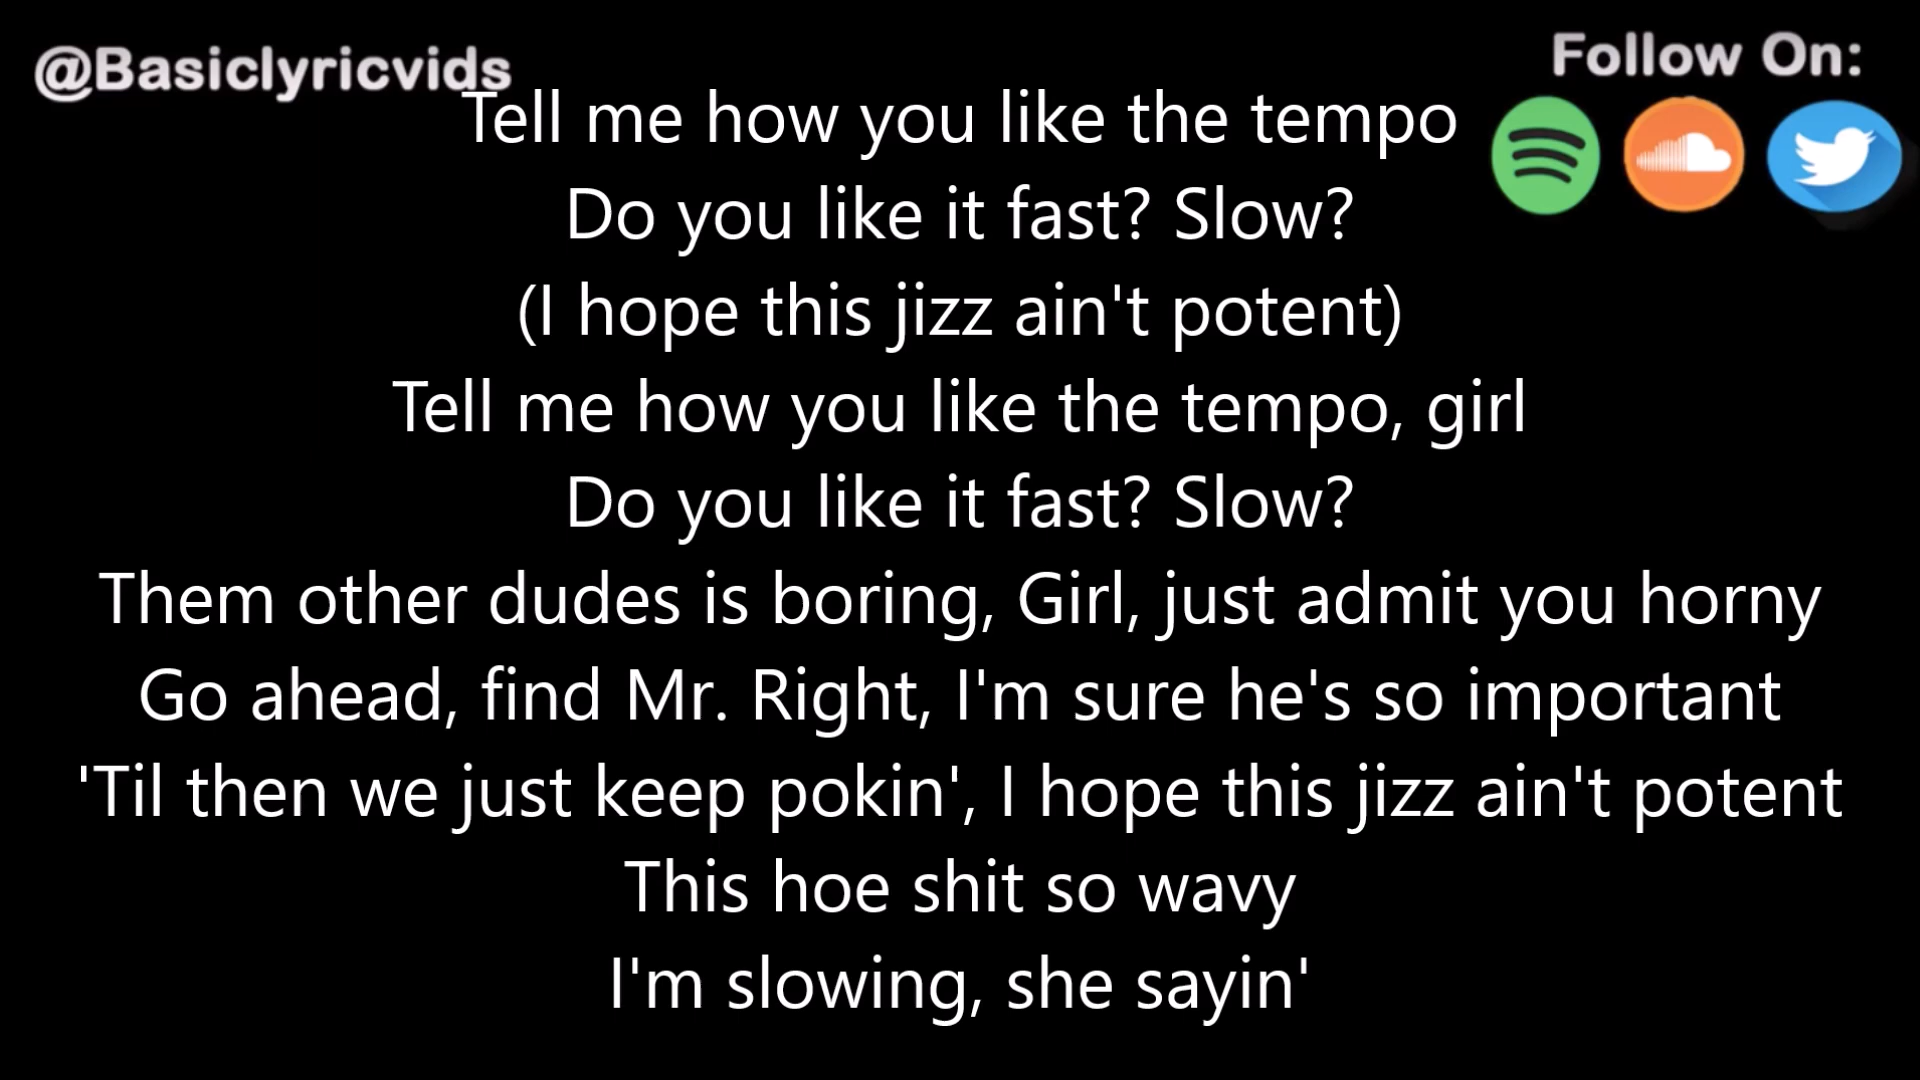 @Basiclyricvids
Follow On:
Tell me how you like the tempo
Do you like it fast? Slow?
(I hope this jizz ain't potent)
Tell me how you like the tempo, girl
Do you like it fast? Slow?
Them other dudes is boring, Girl, just admit you horny
Go ahead, find Mr. Right, I'm sure he's so important
'Til then we just keep pokin', I hope this jizz ain't potent
This hoe shit so wavy
I'm slowing, she sayin'